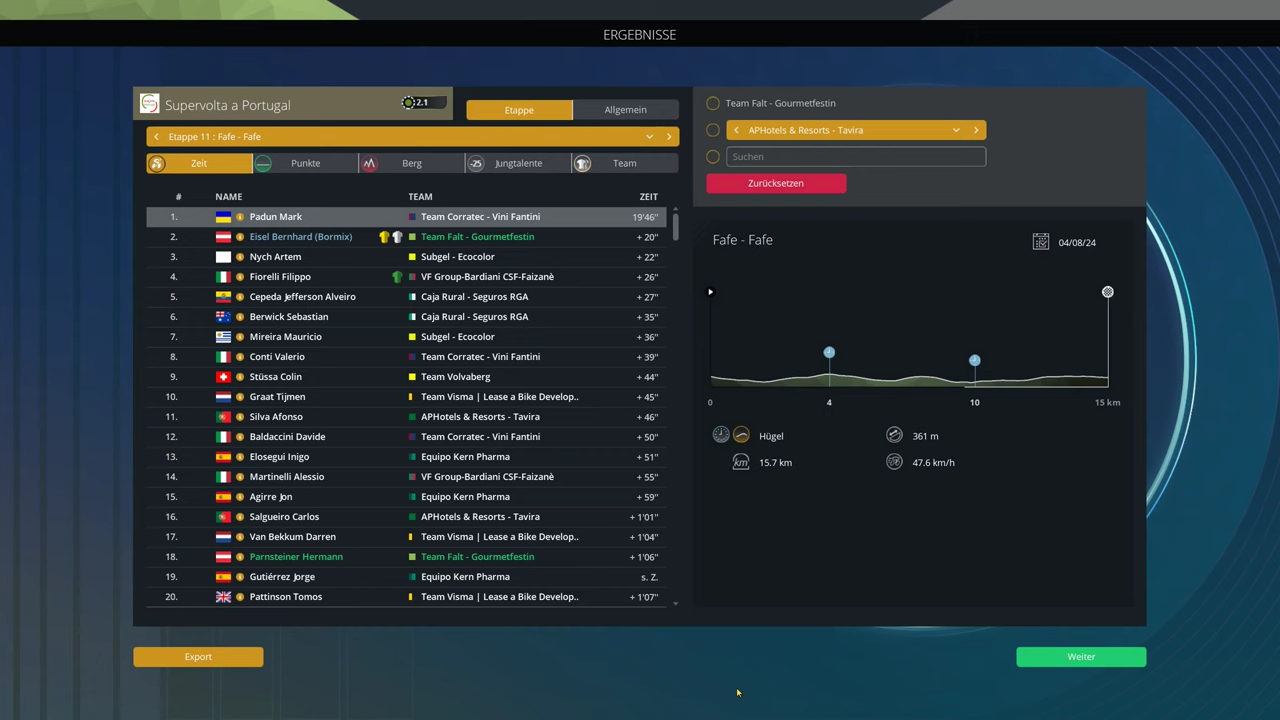 ERGEBNISSE
Supervolta a Portugal
2.1
Etappe
Allgemein
Etappe 11 : Fafe - Fafe
Zeit
Punkte
Berg
-25 Jungtalente
Team
# NAME TEAM ZEIT
1. Padun Mark Team Corratec - Vini Fantini 19'46''
2. Eisel Bernhard (Bormix) Team Falt - Gourmetfestin + 20''
3. Nych Artem Subgel - Ecocolor + 22''
4. Fiorelli Filippo VF Group-Bardiani CSF-Faizanè + 26''
5. Cepeda Jefferson Alveiro Caja Rural - Seguros RGA + 27''
6. Berwick Sebastian Caja Rural - Seguros RGA + 35''
7. Mireira Mauricio Subgel - Ecocolor + 36''
8. Conti Valerio Team Corratec - Vini Fantini + 39''
9. Stüssa Colin Team Volvaberg + 44''
10. Graat Tijmen Team Visma | Lease a Bike Develop.. + 45''
11. Silva Afonso APHotels & Resorts - Tavira + 46''
12. Baldaccini Davide Team Corratec - Vini Fantini + 50''
13. Elosegui Inigo Equipo Kern Pharma + 51''
14. Martinelli Alessio VF Group-Bardiani CSF-Faizanè + 55''
15. Agirre Jon Equipo Kern Pharma + 59''
16. Salgueiro Carlos APHotels & Resorts - Tavira + 1'01''
17. Van Bekkum Darren Team Visma | Lease a Bike Develop.. + 1'04''
18. Parnsteiner Hermann Team Falt - Gourmetfestin + 1'06''
19. Gutiérrez Jorge Equipo Kern Pharma s. Z.
20. Pattinson Tomos Team Visma | Lease a Bike Develop.. + 1'07''
Team Falt - Gourmetfestin
APHotels & Resorts - Tavira
Suchen
Zurücksetzen
Fafe - Fafe
04/08/24
0 4 10 15 km
Hügel
361 m
km 15.7 km
47.6 km/h
Export
Weiter